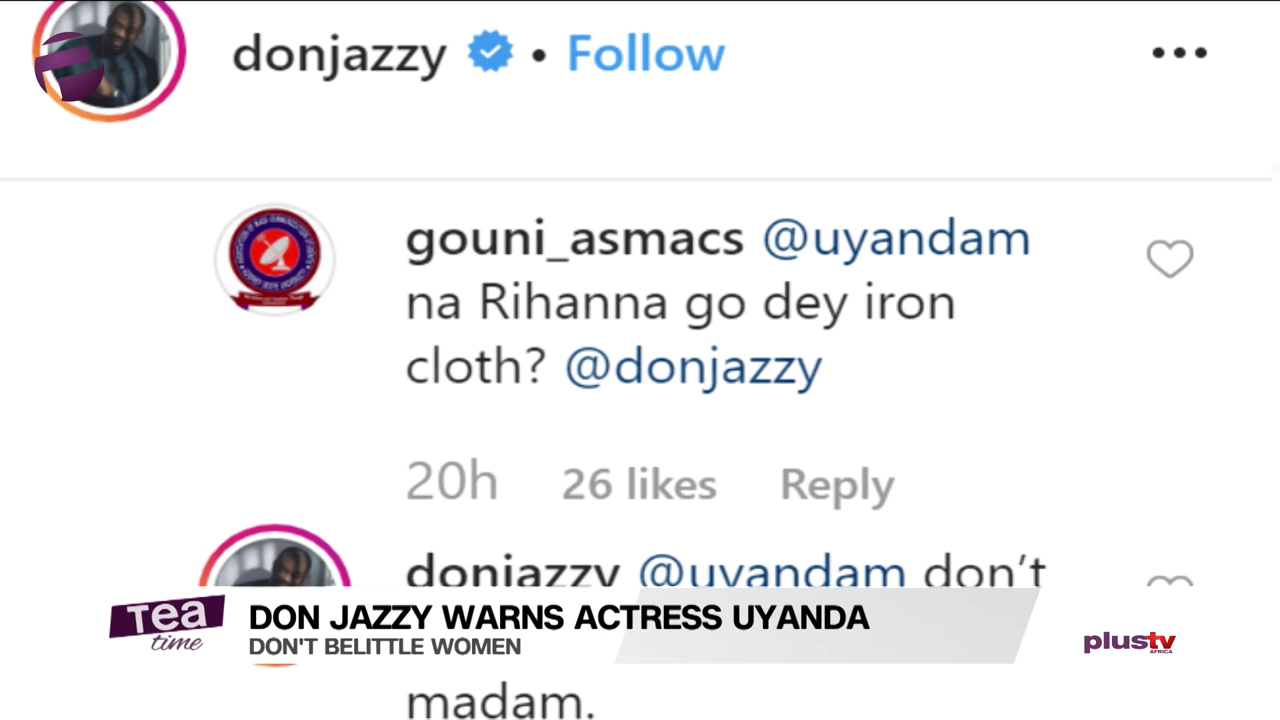 donjazzy • Follow
gouni_asmacs @uyandam
na Rihanna go dey iron
cloth? @donjazzy
20h 26 likes Reply
donjazzy @uyandam don't
Tea time
DON JAZZY WARNS ACTRESS UYANDA
DON'T BELITTLE WOMEN
plustv
AFRICA
madam.